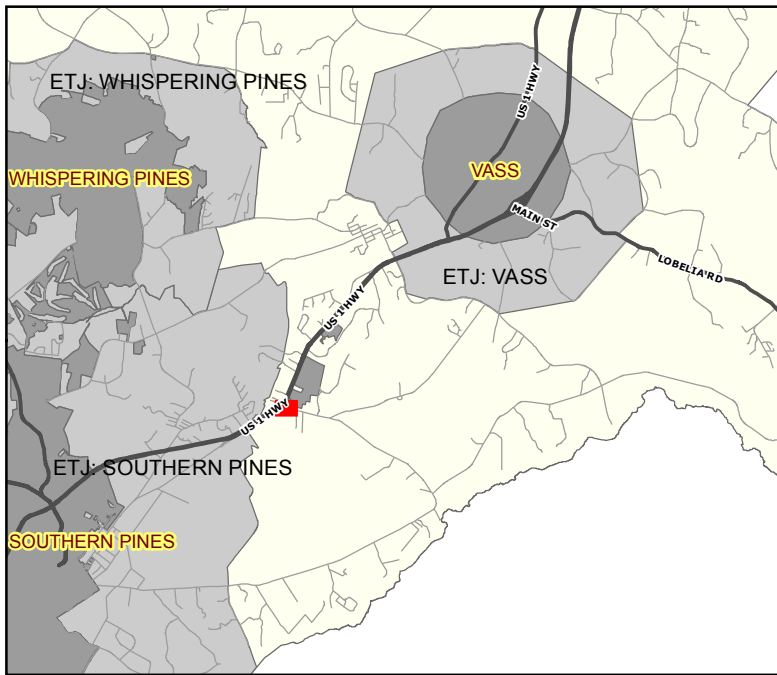 ETJ: WHISPERING PINES
US 1 HWY
WHISPERING PINES
VASS
MAIN ST
LOBELIA RD
ETJ: VASS
US 1 HWY
US 1 HWY
ETJ: SOUTHERN PINES
SOUTHERN PINES